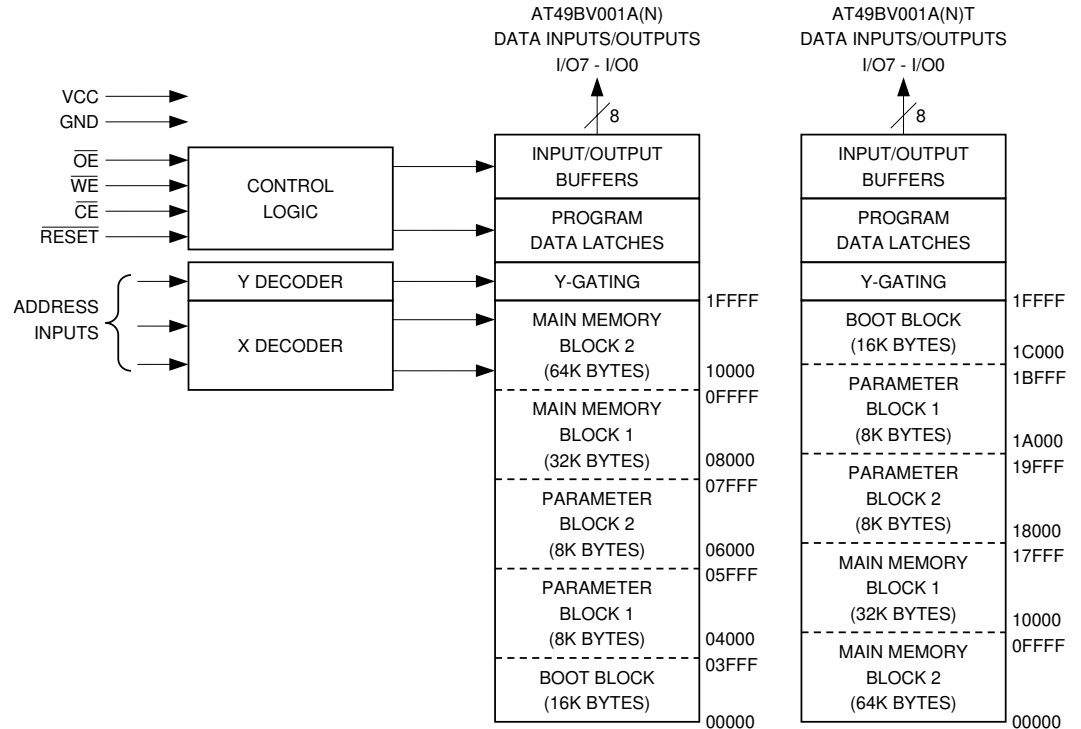 AT49BV001A(N)
DATA INPUTS/OUTPUTS
I/O7 - I/O0
8
AT49BV001A(N)T
DATA INPUTS/OUTPUTS
I/O7 - I/O0
8
VCC
GND
OE
WE
CE
RESET
CONTROL
LOGIC
ADDRESS
INPUTS
Y DECODER
X DECODER
INPUT/OUTPUT
BUFFERS
PROGRAM
DATA LATCHES
Y-GATING
1FFFF
MAIN MEMORY
BLOCK 2
(64K BYTES)
10000
0FFFF
MAIN MEMORY
BLOCK 1
(32K BYTES)
08000
07FFF
PARAMETER
BLOCK 2
(8K BYTES)
06000
05FFF
PARAMETER
BLOCK 1
(8K BYTES)
04000
03FFF
BOOT BLOCK
(16K BYTES)
00000
INPUT/OUTPUT
BUFFERS
PROGRAM
DATA LATCHES
Y-GATING
1FFFF
BOOT BLOCK
(16K BYTES)
1C000
1BFFF
PARAMETER
BLOCK 1
(8K BYTES)
1A000
19FFF
PARAMETER
BLOCK 2
(8K BYTES)
18000
17FFF
MAIN MEMORY
BLOCK 1
(32K BYTES)
10000
0FFFF
MAIN MEMORY
BLOCK 2
(64K BYTES)
00000